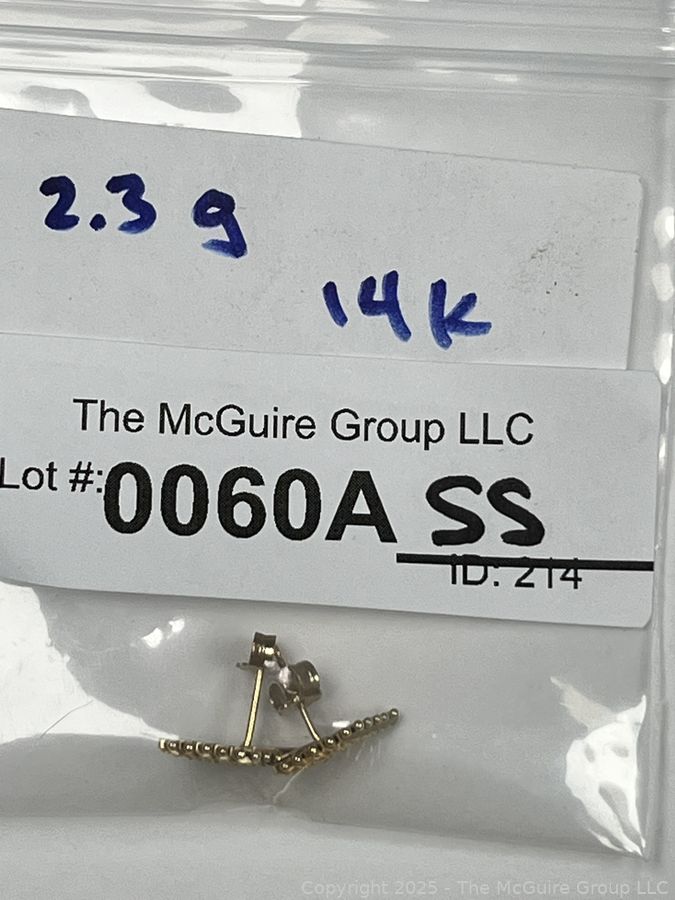 2.3 g
14K
The McGuire Group LLC
Lot #:0060A SS
ID: 214
Copyright 2025 - The McGuire Group LLC